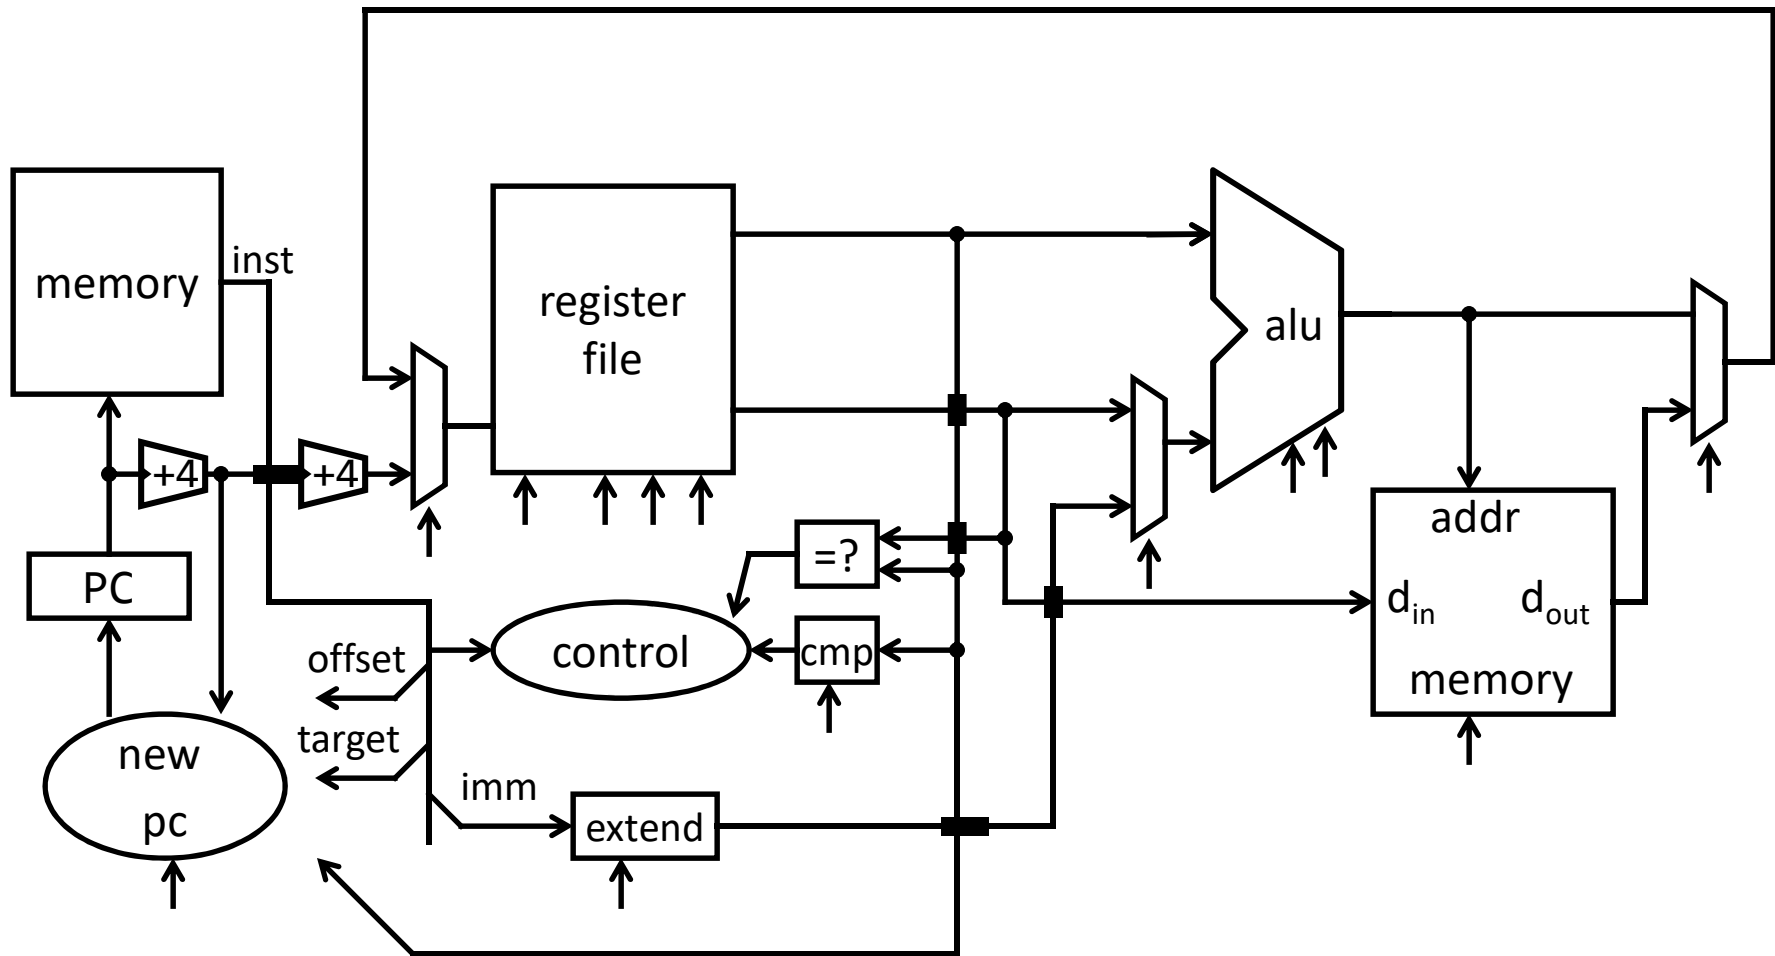 memory
inst
register
file
alu
+4
+4
addr
=?
PC
d_in
d_out
offset
control
cmp
memory
target
new
pc
imm
extend